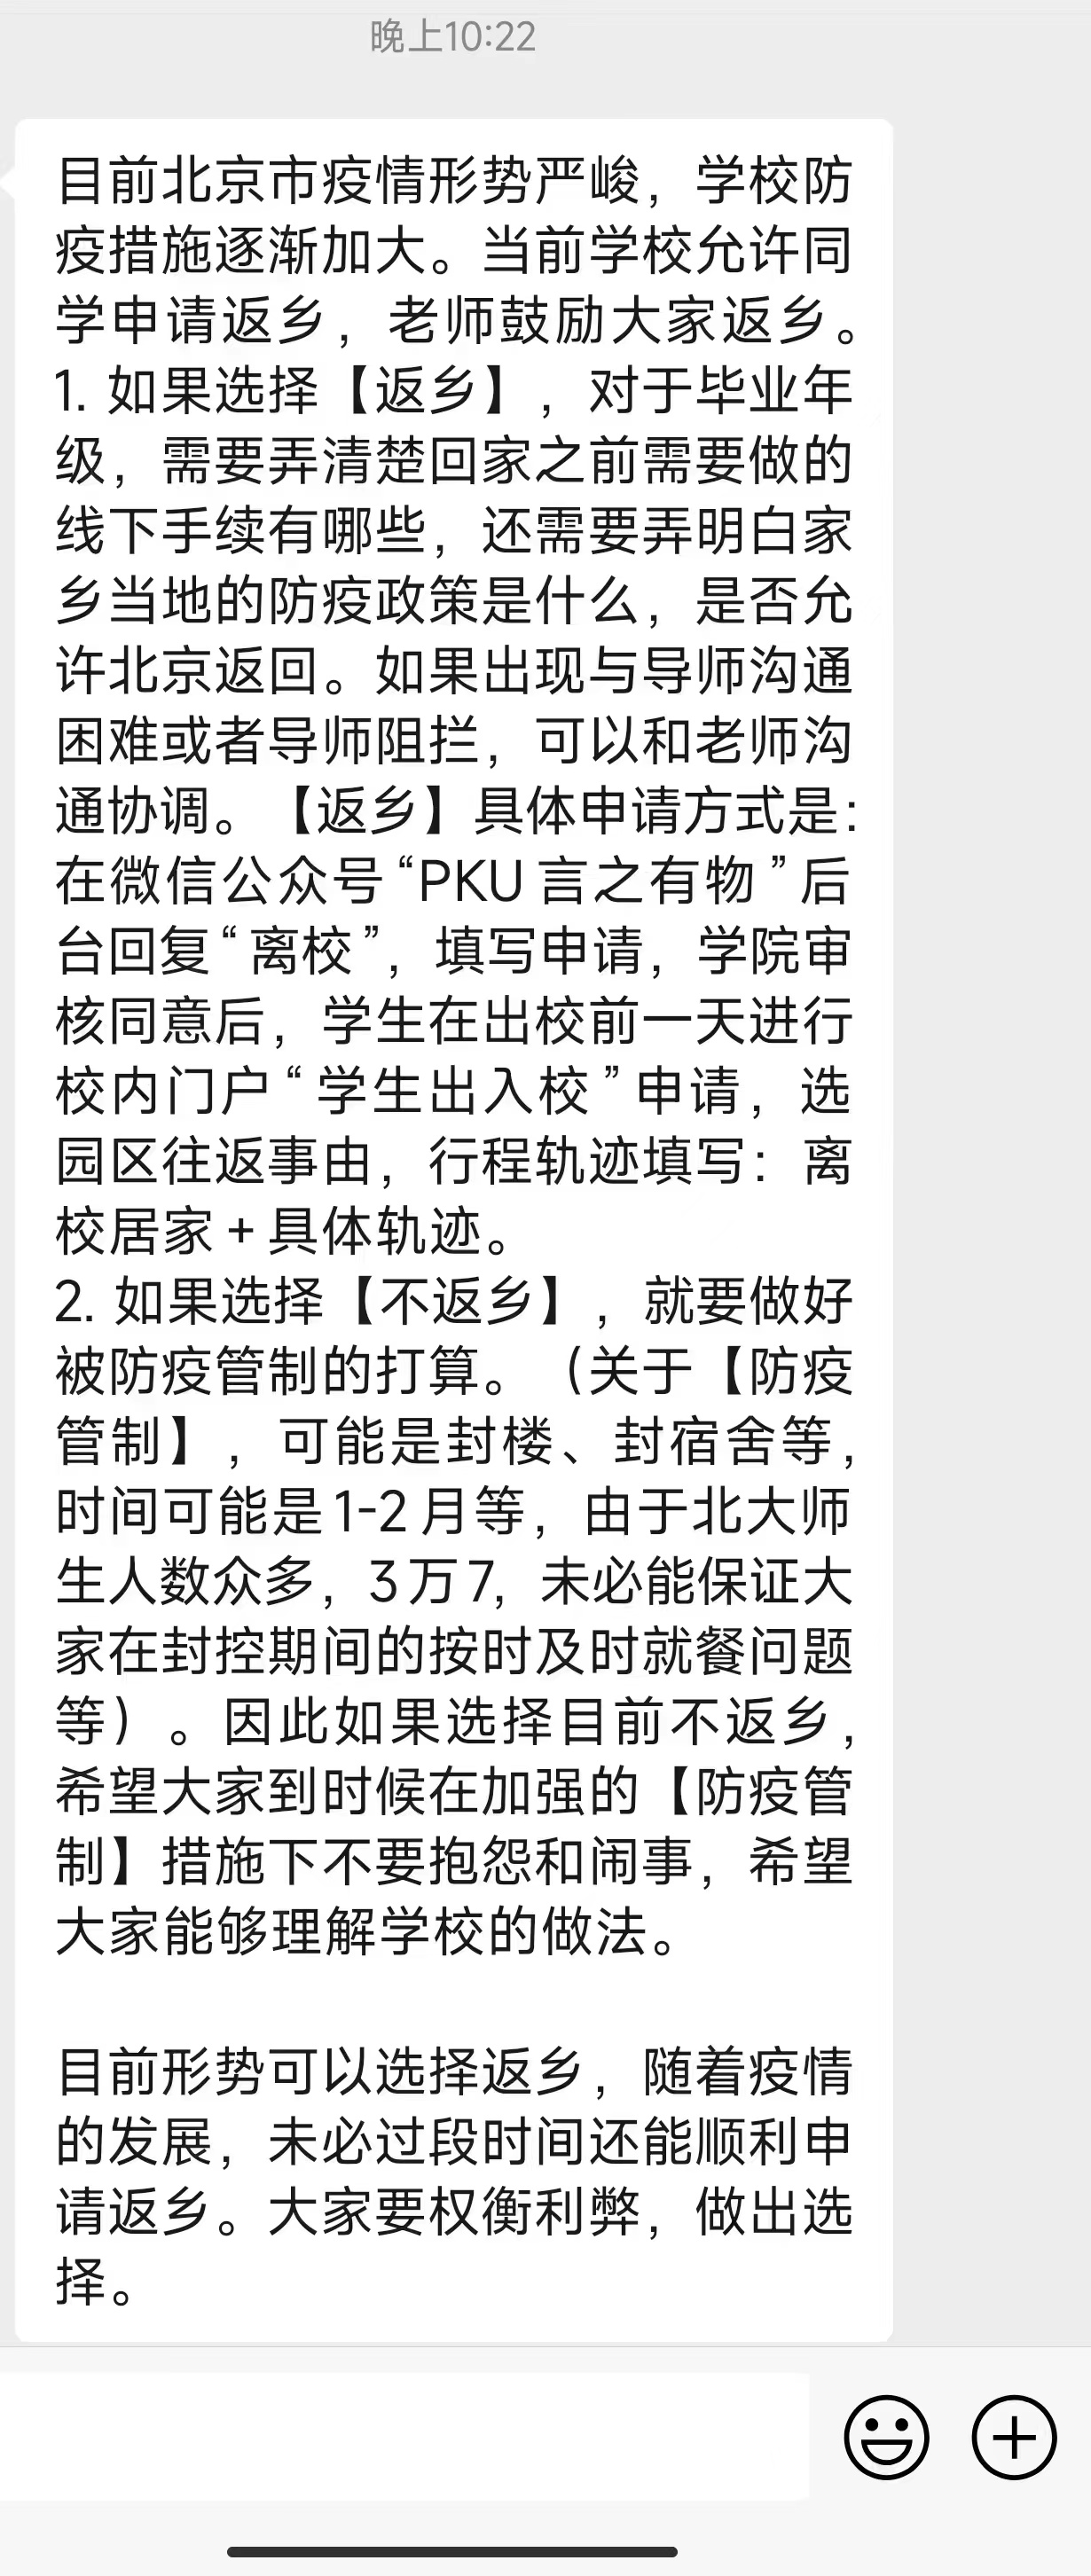 晚上10:22
目前北京市疫情形势严峻，学校防
疫措施逐渐加大。当前学校允许同
学申请返乡，老师鼓励大家返乡。
1. 如果选择【返乡】，对于毕业年
级，需要弄清楚回家之前需要做的
线下手续有哪些，还需要弄明白家
乡当地的防疫政策是什么，是否允
许北京返回。如果出现与导师沟通
困难或者导师阻拦，可以和老师沟
通协调。【返乡】具体申请方式是：
在微信公众号“PKU言之有物”后
台回复“离校”，填写申请，学院审
核同意后，学生在出校前一天进行
校内门户“学生出入校”申请，选
园区往返事由，行程轨迹填写：离
校居家+具体轨迹。
2. 如果选择【不返乡】，就要做好
被防疫管制的打算。（关于【防疫
管制】，可能是封楼、封宿舍等，
时间可能是1-2月等，由于北大师
生人数众多，3万7，未必能保证大
家在封控期间的按时及时就餐问题
等）。因此如果选择目前不返乡，
希望大家到时候在加强的【防疫管
制】措施下不要抱怨和闹事，希望
大家能够理解学校的做法。
目前形势可以选择返乡，随着疫情
的发展，未必过段时间还能顺利申
请返乡。大家要权衡利弊，做出选
择。